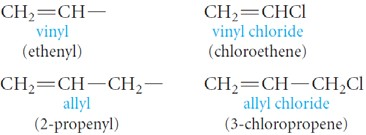 CH₂=CH— CH₂=CHCl
vinyl vinyl chloride
(ethenyl) (chloroethene)
CH₂=CH—CH₂— CH₂=CH—CH₂Cl
allyl allyl chloride
(2-propenyl) (3-chloropropene)